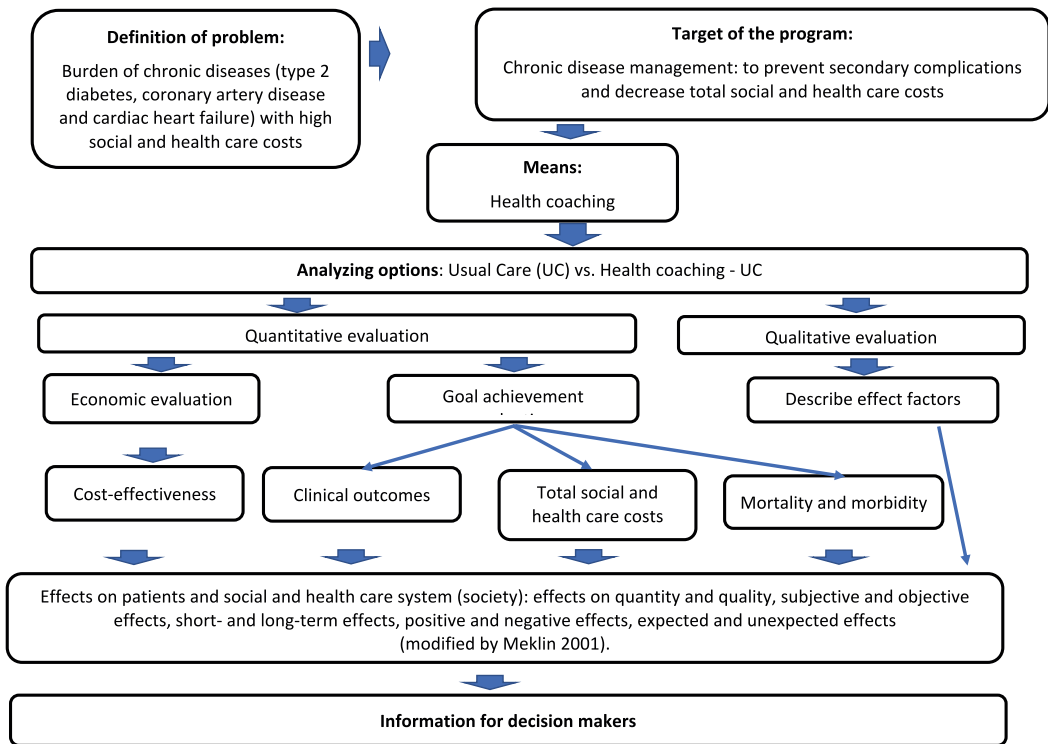 Definition of problem:
Burden of chronic diseases (type 2
diabetes, coronary artery disease
and cardiac heart failure) with high
social and health care costs
Target of the program:
Chronic disease management: to prevent secondary complications
and decrease total social and health care costs
Means:
Health coaching
Analyzing options: Usual Care (UC) vs. Health coaching - UC
Quantitative evaluation
Qualitative evaluation
Economic evaluation
Goal achievement
Describe effect factors
Cost-effectiveness
Clinical outcomes
Total social and
health care costs
Mortality and morbidity
Effects on patients and social and health care system (society): effects on quantity and quality, subjective and objective
effects, short- and long-term effects, positive and negative effects, expected and unexpected effects
(modified by Meklin 2001).
Information for decision makers